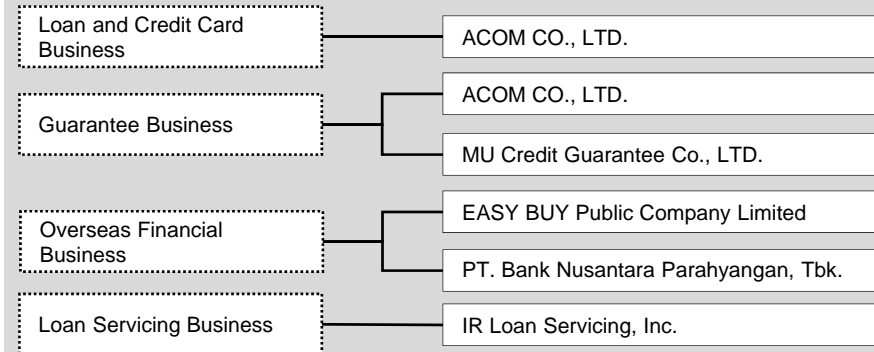 Loan and Credit Card
Business
ACOM CO., LTD.
Guarantee Business
ACOM CO., LTD.
MU Credit Guarantee Co., LTD.
Overseas Financial
Business
EASY BUY Public Company Limited
PT. Bank Nusantara Parahyangan, Tbk.
Loan Servicing Business
IR Loan Servicing, Inc.